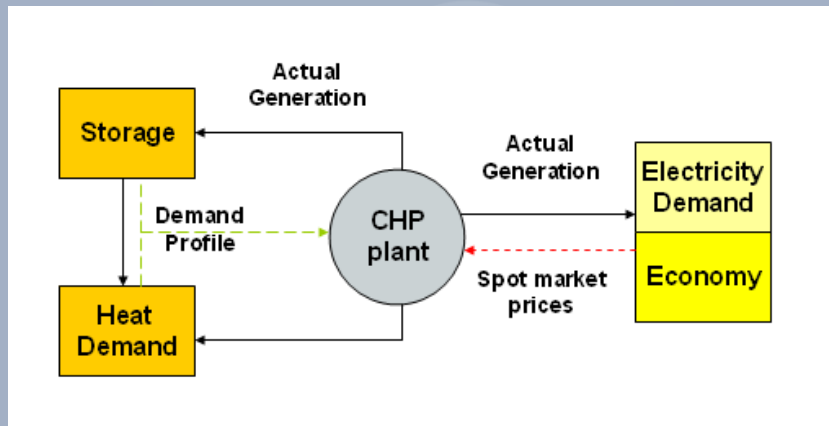 Actual
Generation
Storage
Actual
Generation
Electricity
Demand
Demand
Profile
CHP
plant
Spot market
prices
Economy
Heat
Demand